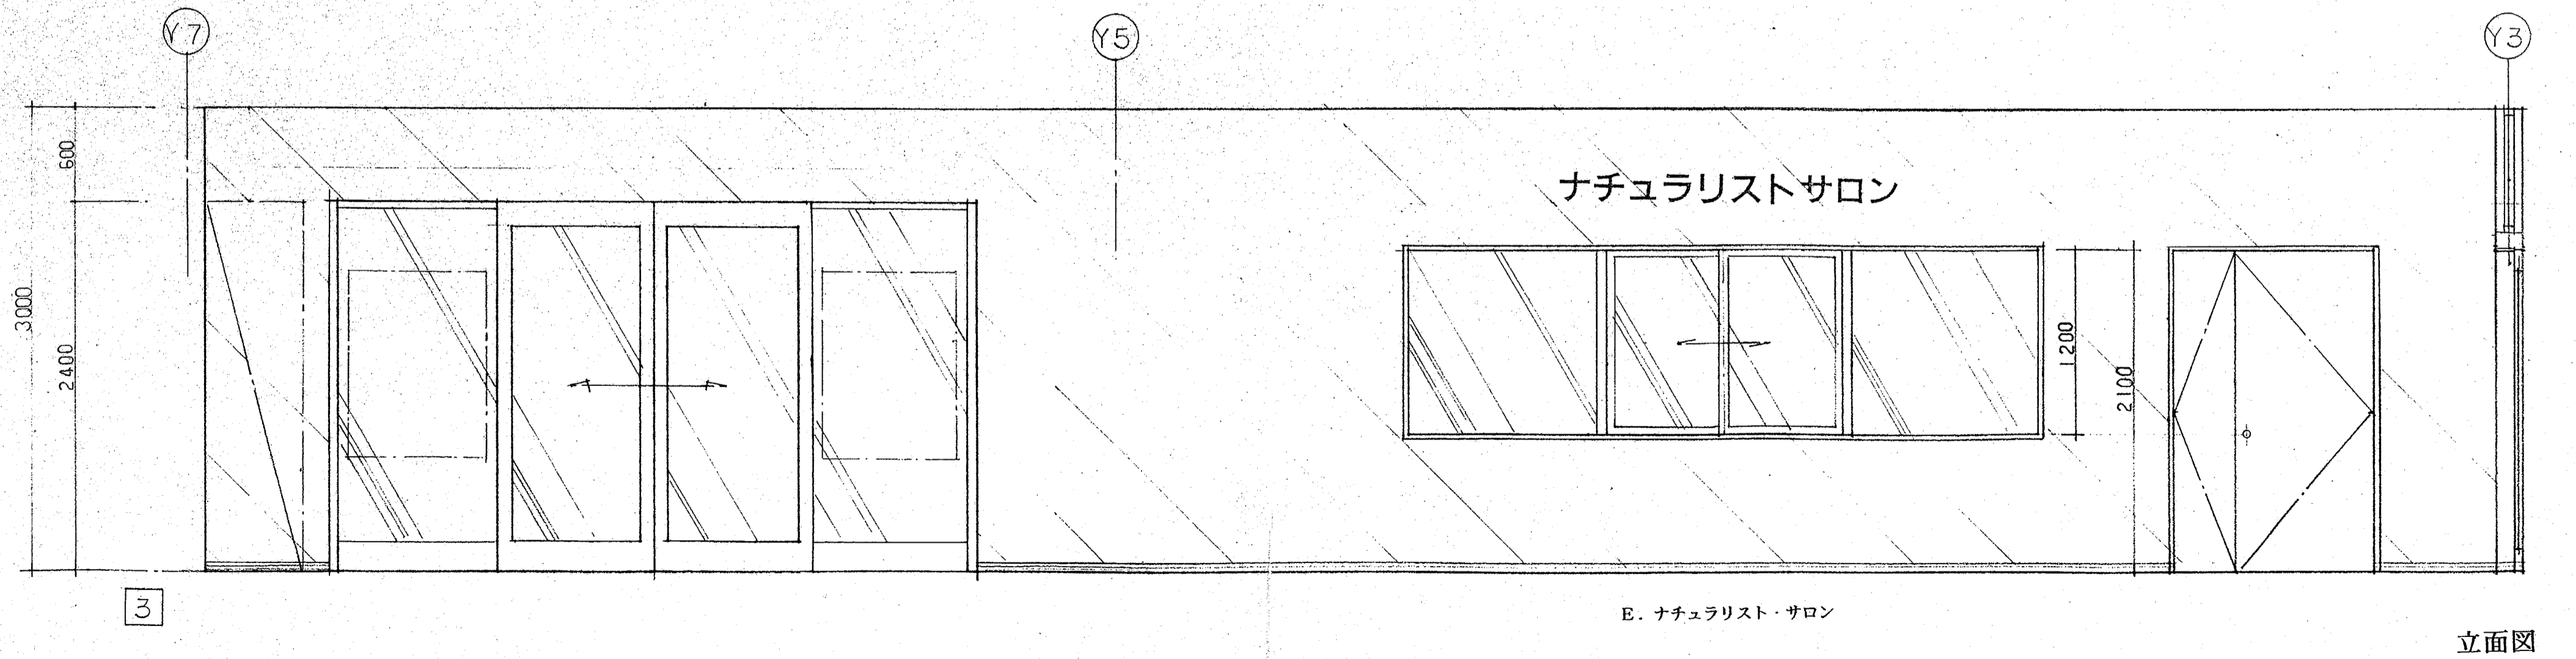 Y7
Y5
Y3
600
3000
2400
ナチュラリストサロン
1200
2100
3
E. ナチュラリスト・サロン
立面図